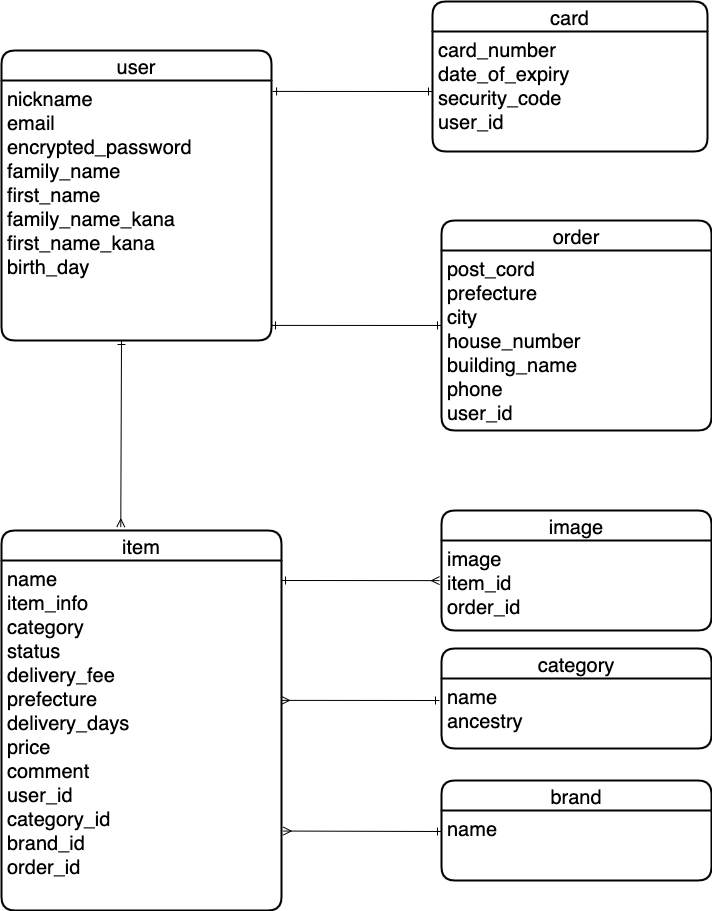 card
card_number
date_of_expiry
security_code
user_id
user
nickname
email
encrypted_password
family_name
first_name
family_name_kana
first_name_kana
birth_day
order
post_cord
prefecture
city
house_number
building_name
phone
user_id
item
name
item_info
category
status
delivery_fee
prefecture
delivery_days
price
comment
user_id
category_id
brand_id
order_id
image
image
item_id
order_id
category
name
ancestry
brand
name